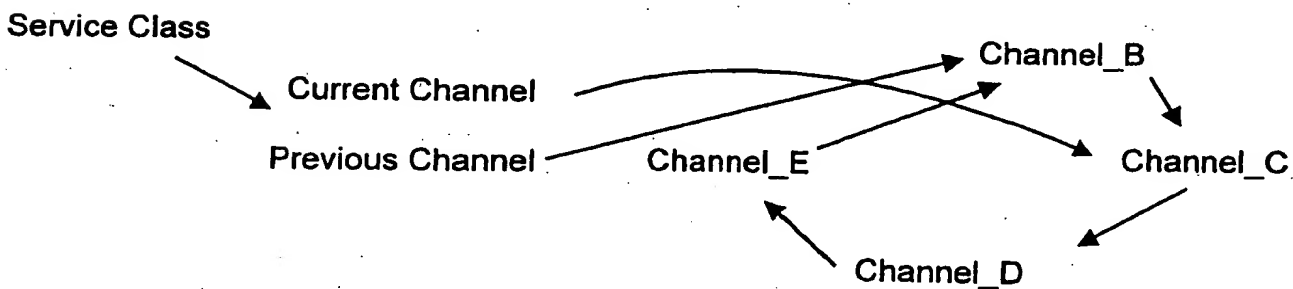 Service Class
Channel_B
Current Channel
Previous Channel
Channel_E
Channel_C
Channel_D